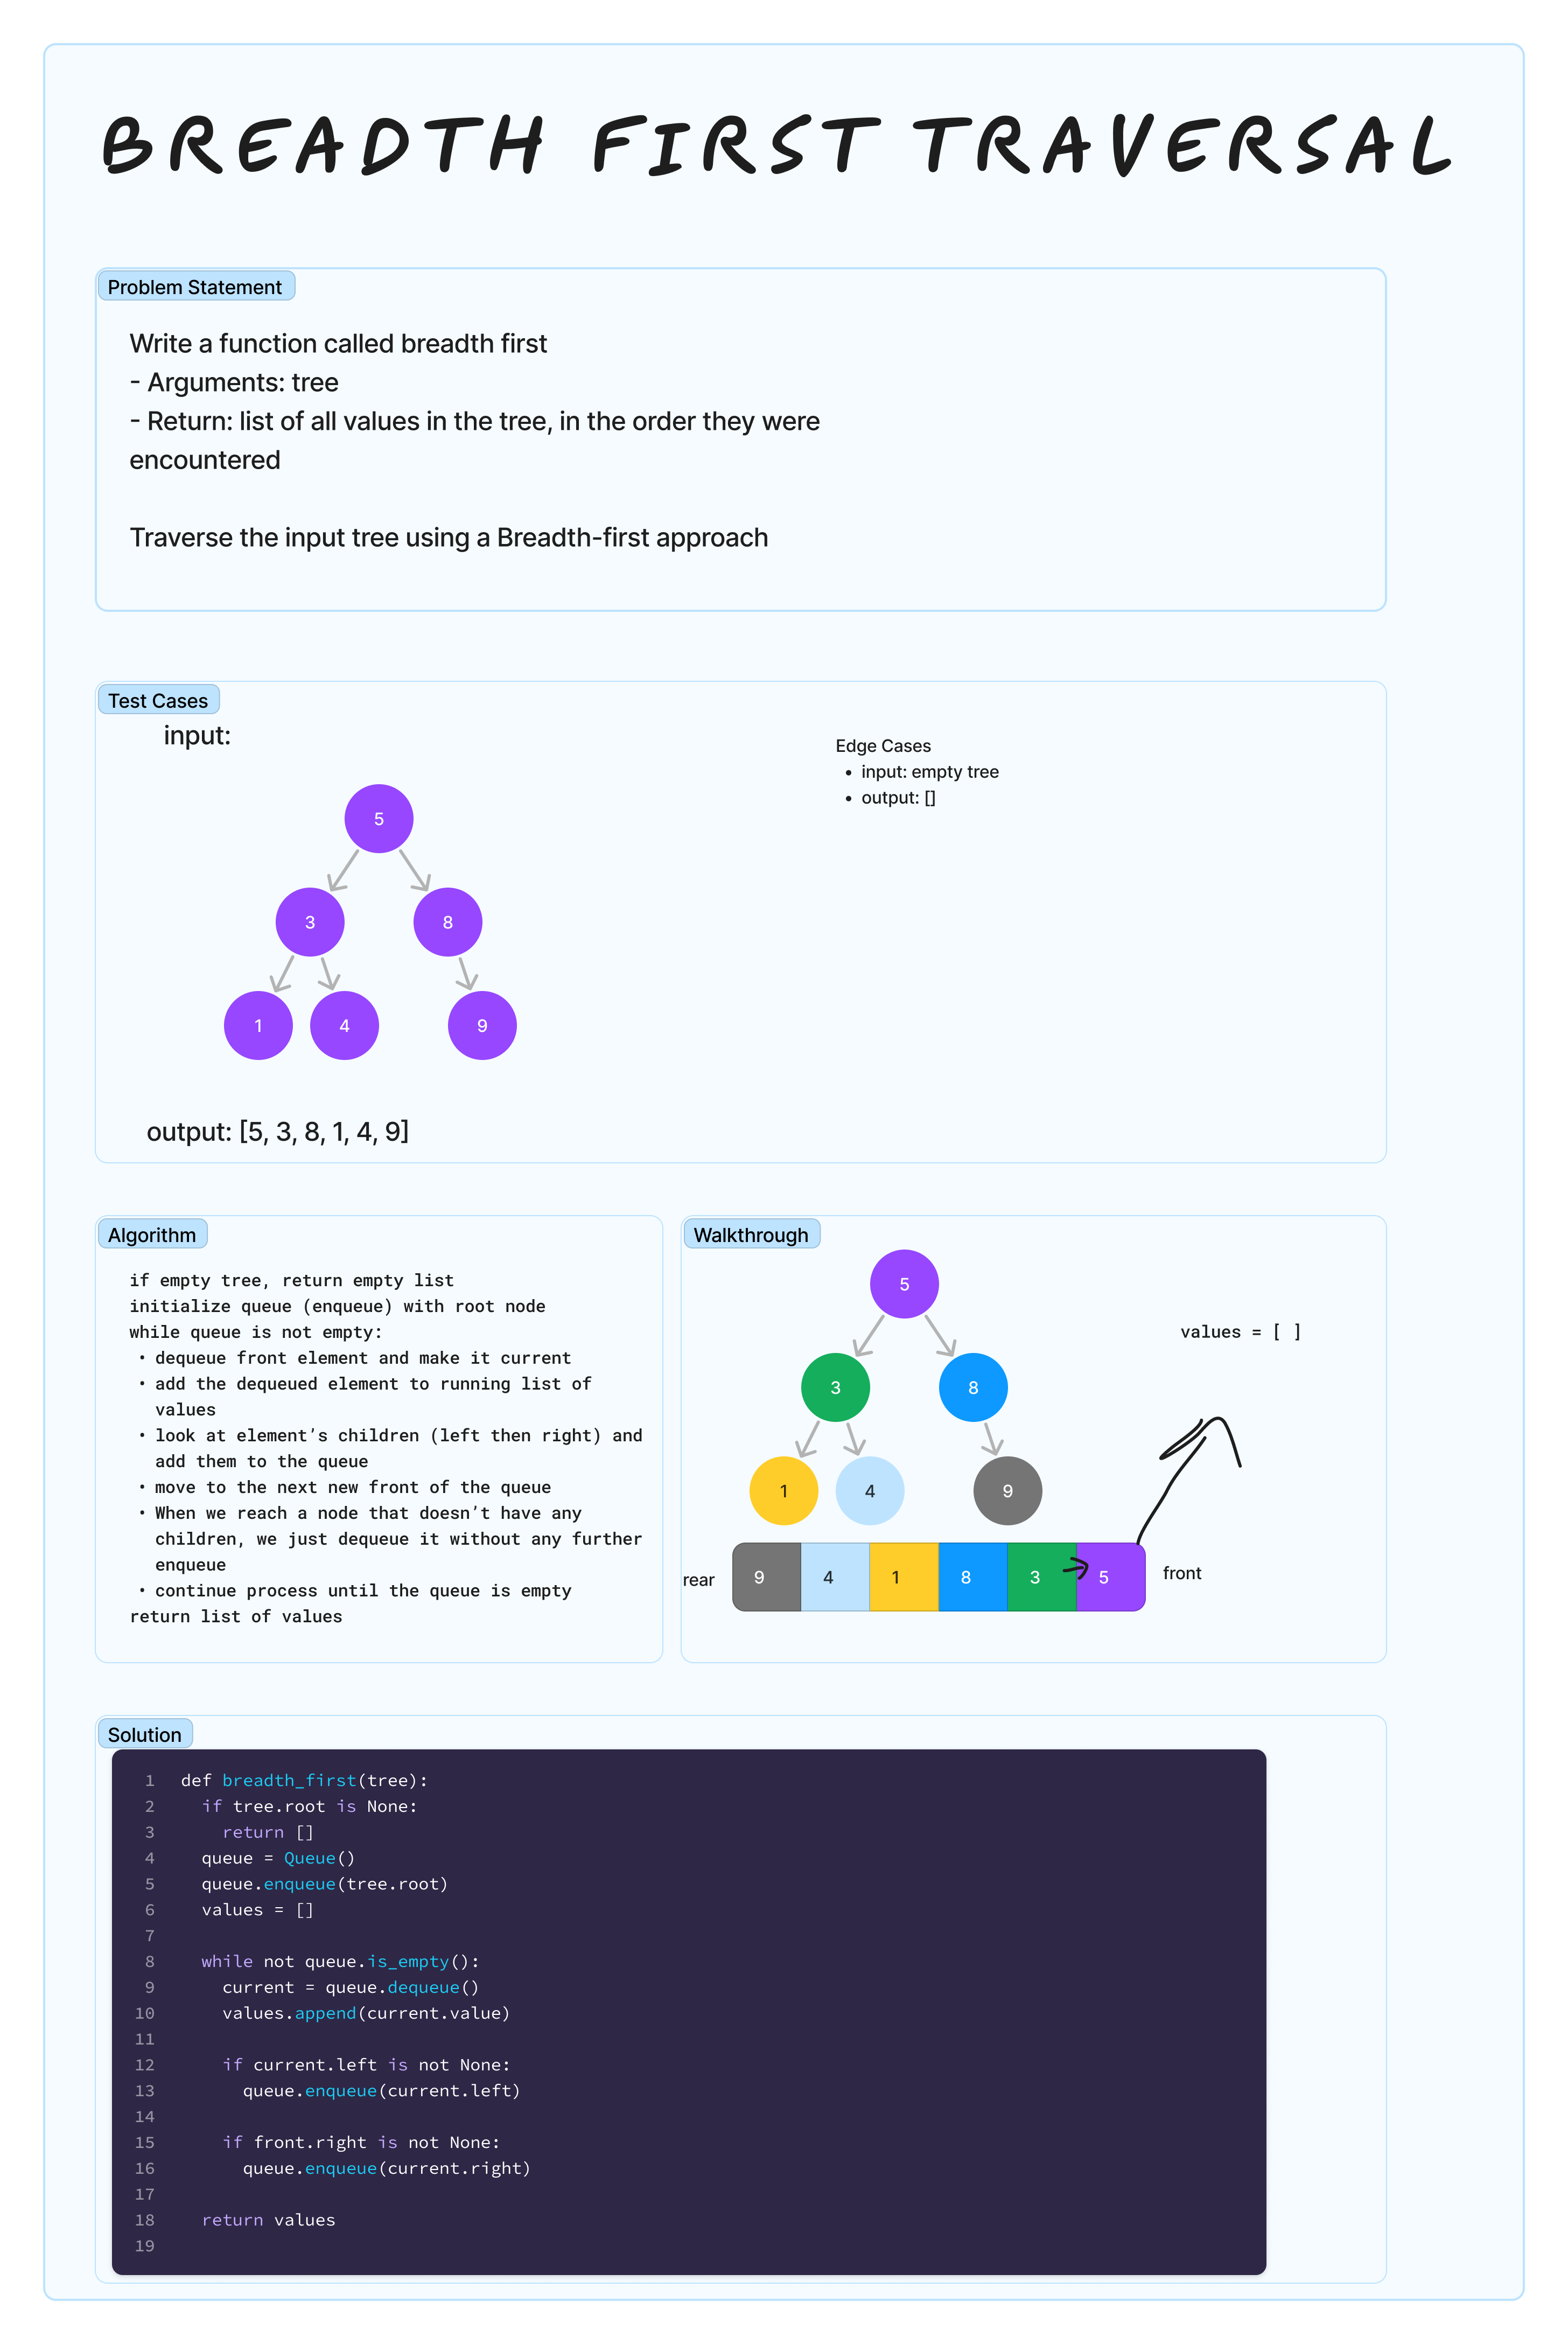 BREADTH FIRST TRAVERSAL
Problem Statement
Write a function called breadth first
- Arguments: tree
- Return: list of all values in the tree, in the order they were
encountered
Traverse the input tree using a Breadth-first approach
Test Cases
input:
5
3 8
1 4 9
output: [5, 3, 8, 1, 4, 9]
Edge Cases
• input: empty tree
• output: []
Algorithm
if empty tree, return empty list
initialize queue (enqueue) with root node
while queue is not empty:
• dequeue front element and make it current
• add the dequeued element to running list of
values
• look at element’s children (left then right) and
add them to the queue
• move to the next new front of the queue
• When we reach a node that doesn’t have any
children, we just dequeue it without any further
enqueue
• continue process until the queue is empty
return list of values
Walkthrough
5
values = [ ]
3 8
1 4 9
rear 9 4 1 8 3 5 front
Solution
1 def breadth_first(tree):
2 if tree.root is None:
3 return []
4 queue = Queue()
5 queue.enqueue(tree.root)
6 values = []
7
8 while not queue.is_empty():
9 current = queue.dequeue()
10 values.append(current.value)
11
12 if current.left is not None:
13 queue.enqueue(current.left)
14
15 if front.right is not None:
16 queue.enqueue(current.right)
17
18 return values
19